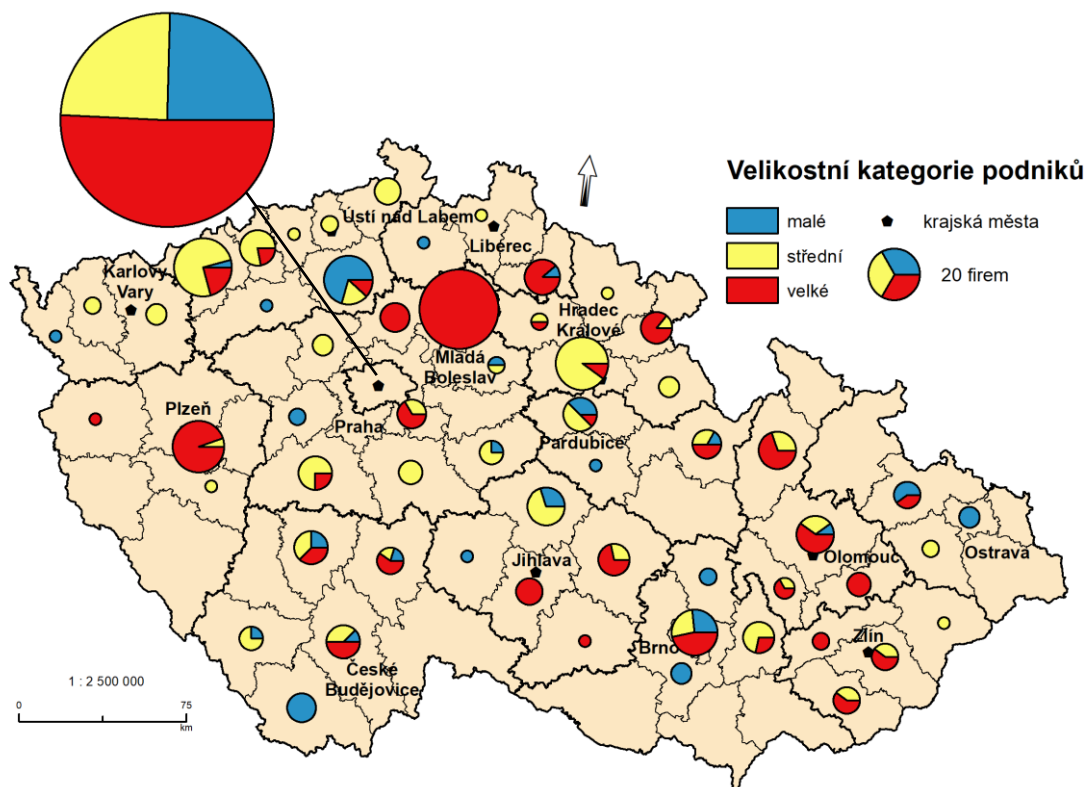 Velikostní kategorie podniků
malé
střední
velké
krajská města
20 firem
Ústí nad Labem
Liberec
Karlovy
Vary
Hradec
Králové
Mladá
Boleslav
Plzeň
Praha
Pardubice
Jihlava
Olomouc
Ostrava
Brno
Zlín
České
Budějovice
1 : 2 500 000
0 75
km